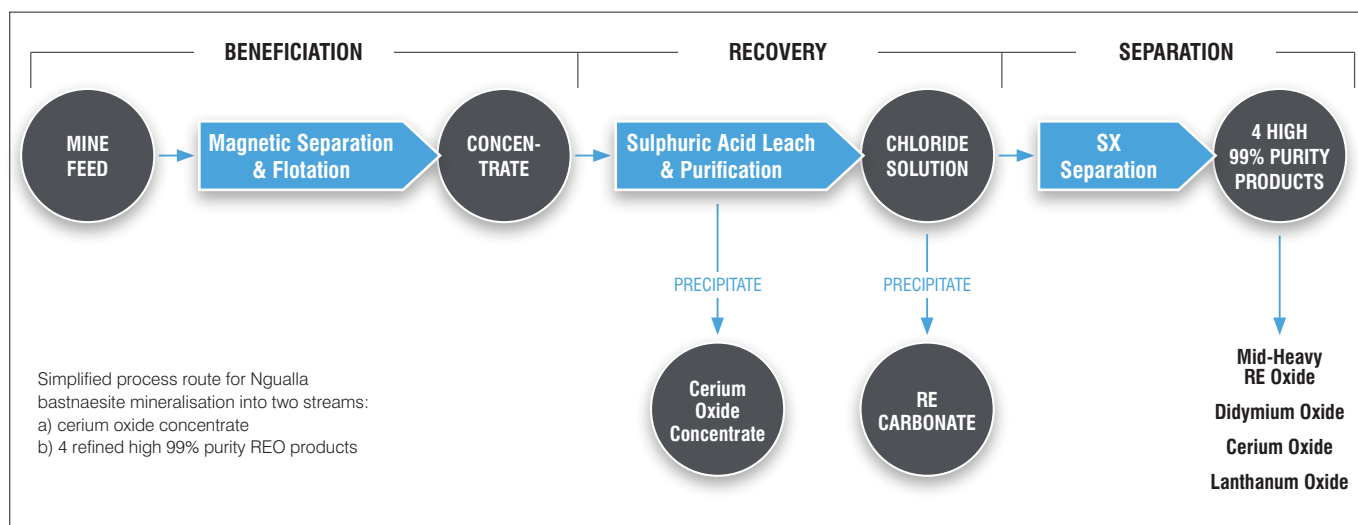 BENEFICIATION
RECOVERY
SEPARATION
MINE
FEED
Magnetic Separation
& Flotation
CONCEN-
TRATE
Sulphuric Acid Leach
& Purification
CHLORIDE
SOLUTION
SX
Separation
4 HIGH
99% PURITY
PRODUCTS
PRECIPITATE
PRECIPITATE
Cerium
Oxide
Concentrate
RE
CARBONATE
Mid-Heavy
RE Oxide
Didymium Oxide
Cerium Oxide
Lanthanum Oxide
Simplified process route for Ngualla
bastnaesite mineralisation into two streams:
a) cerium oxide concentrate
b) 4 refined high 99% purity REO products